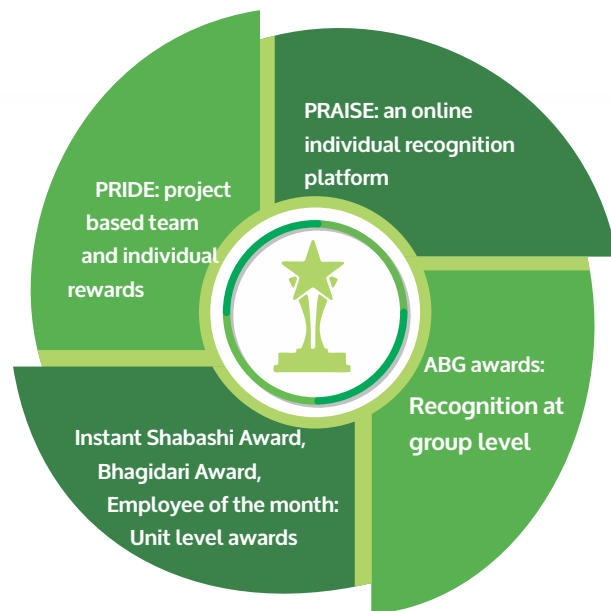 PRAISE: an online
individual recognition
platform
PRIDE: project
based team
and individual
rewards
ABG awards:
Recognition at
group level
Instant Shabashi Award,
Bhagidari Award,
Employee of the month:
Unit level awards